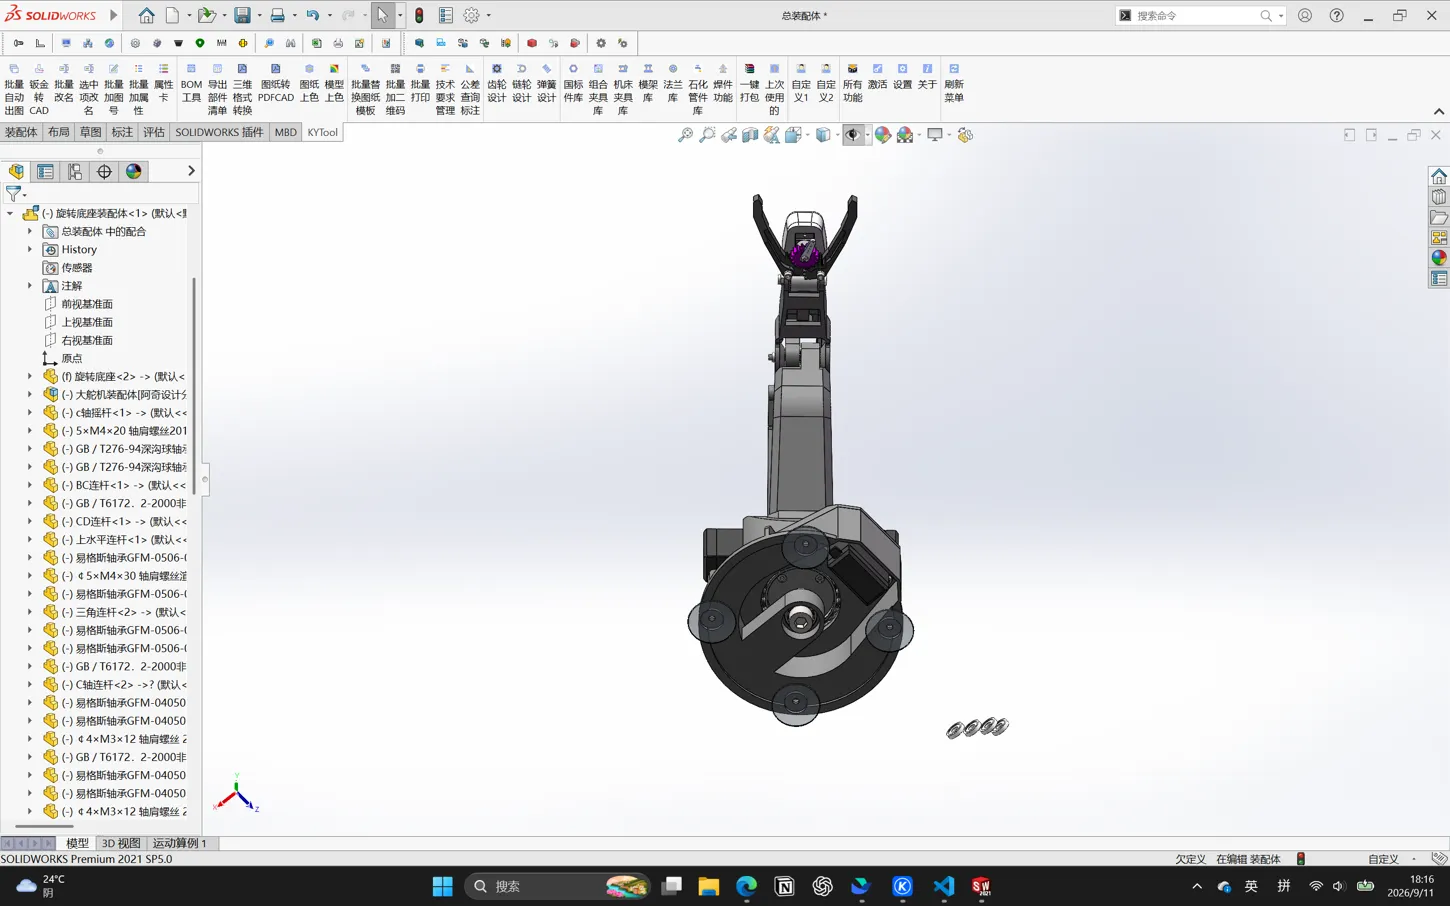 SOLIDWORKS
总装配体 *
搜索命令
批量自动出图
钣金转CAD
批量改名
选中项改名
批量加图号
批量加属性
属性卡
BOM工具
导出部件清单
三维格式转换
图纸转PDFCAD
图纸上色
模型上色
批量替换图纸模板
批量加二维码
批量打印
技术要求管理
公差查询标注
齿轮设计
链轮设计
弹簧设计
国标件库
组合夹具库
机床夹具库
模架库
法兰库
石化管件库
焊件功能
一键打包
上次使用的
自定义1
自定义2
所有功能
激活
设置
关于
刷新菜单
装配体 布局 草图 标注 评估 SOLIDWORKS 插件 MBD KYTool
(-) 旋转底座装配体<1> (默认<
总装配体 中的配合
History
传感器
注解
前视基准面
上视基准面
右视基准面
原点
(f) 旋转底座<2> -> (默认<
(-) 大舵机装配体[阿奇设计分
(-) c轴摇杆<1> -> (默认<<
(-) 5×M4×20 轴肩螺丝201
(-) GB / T276-94深沟球轴承
(-) GB / T276-94深沟球轴承
(-) BC连杆<1> -> (默认<<
(-) GB / T6172．2-2000非
(-) CD连杆<1> -> (默认<<
(-) 上水平连杆<1> -> (默认<
(-) 易格斯轴承GFM-0506-0
(-) ￠5×M4×30 轴肩螺丝渲
(-) 易格斯轴承GFM-0506-0
(-) 三角连杆<2> -> (默认<
(-) 易格斯轴承GFM-0506-0
(-) 易格斯轴承GFM-0506-0
(-) GB / T6172．2-2000非
(-) C轴连杆<2> ->? (默认<
(-) 易格斯轴承GFM-04050
(-) 易格斯轴承GFM-04050
(-) ￠4×M3×12 轴肩螺丝 2
(-) GB / T6172．2-2000非
(-) 易格斯轴承GFM-04050
(-) 易格斯轴承GFM-04050
(-) ￠4×M3×12 轴肩螺丝 2
Y
X
Z
模型 3D 视图 运动算例 1
SOLIDWORKS Premium 2021 SP5.0
欠定义 在编辑 装配体
自定义
24°C
阴
搜索
英
拼
18:16
2026/9/11